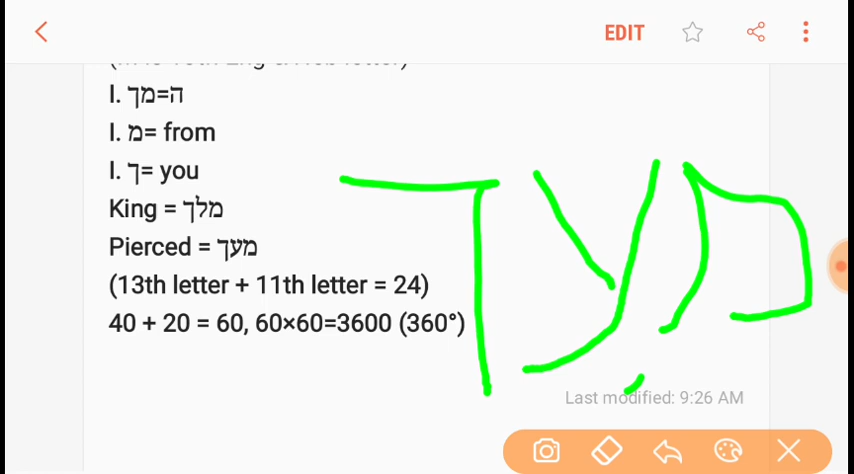 EDIT
I. ה=מך
I. מ= from
I. ך= you
King = מלך
Pierced = מעך
(13th letter + 11th letter = 24)
40 + 20 = 60, 60×60=3600 (360°)
מעך
Last modified: 9:26 AM